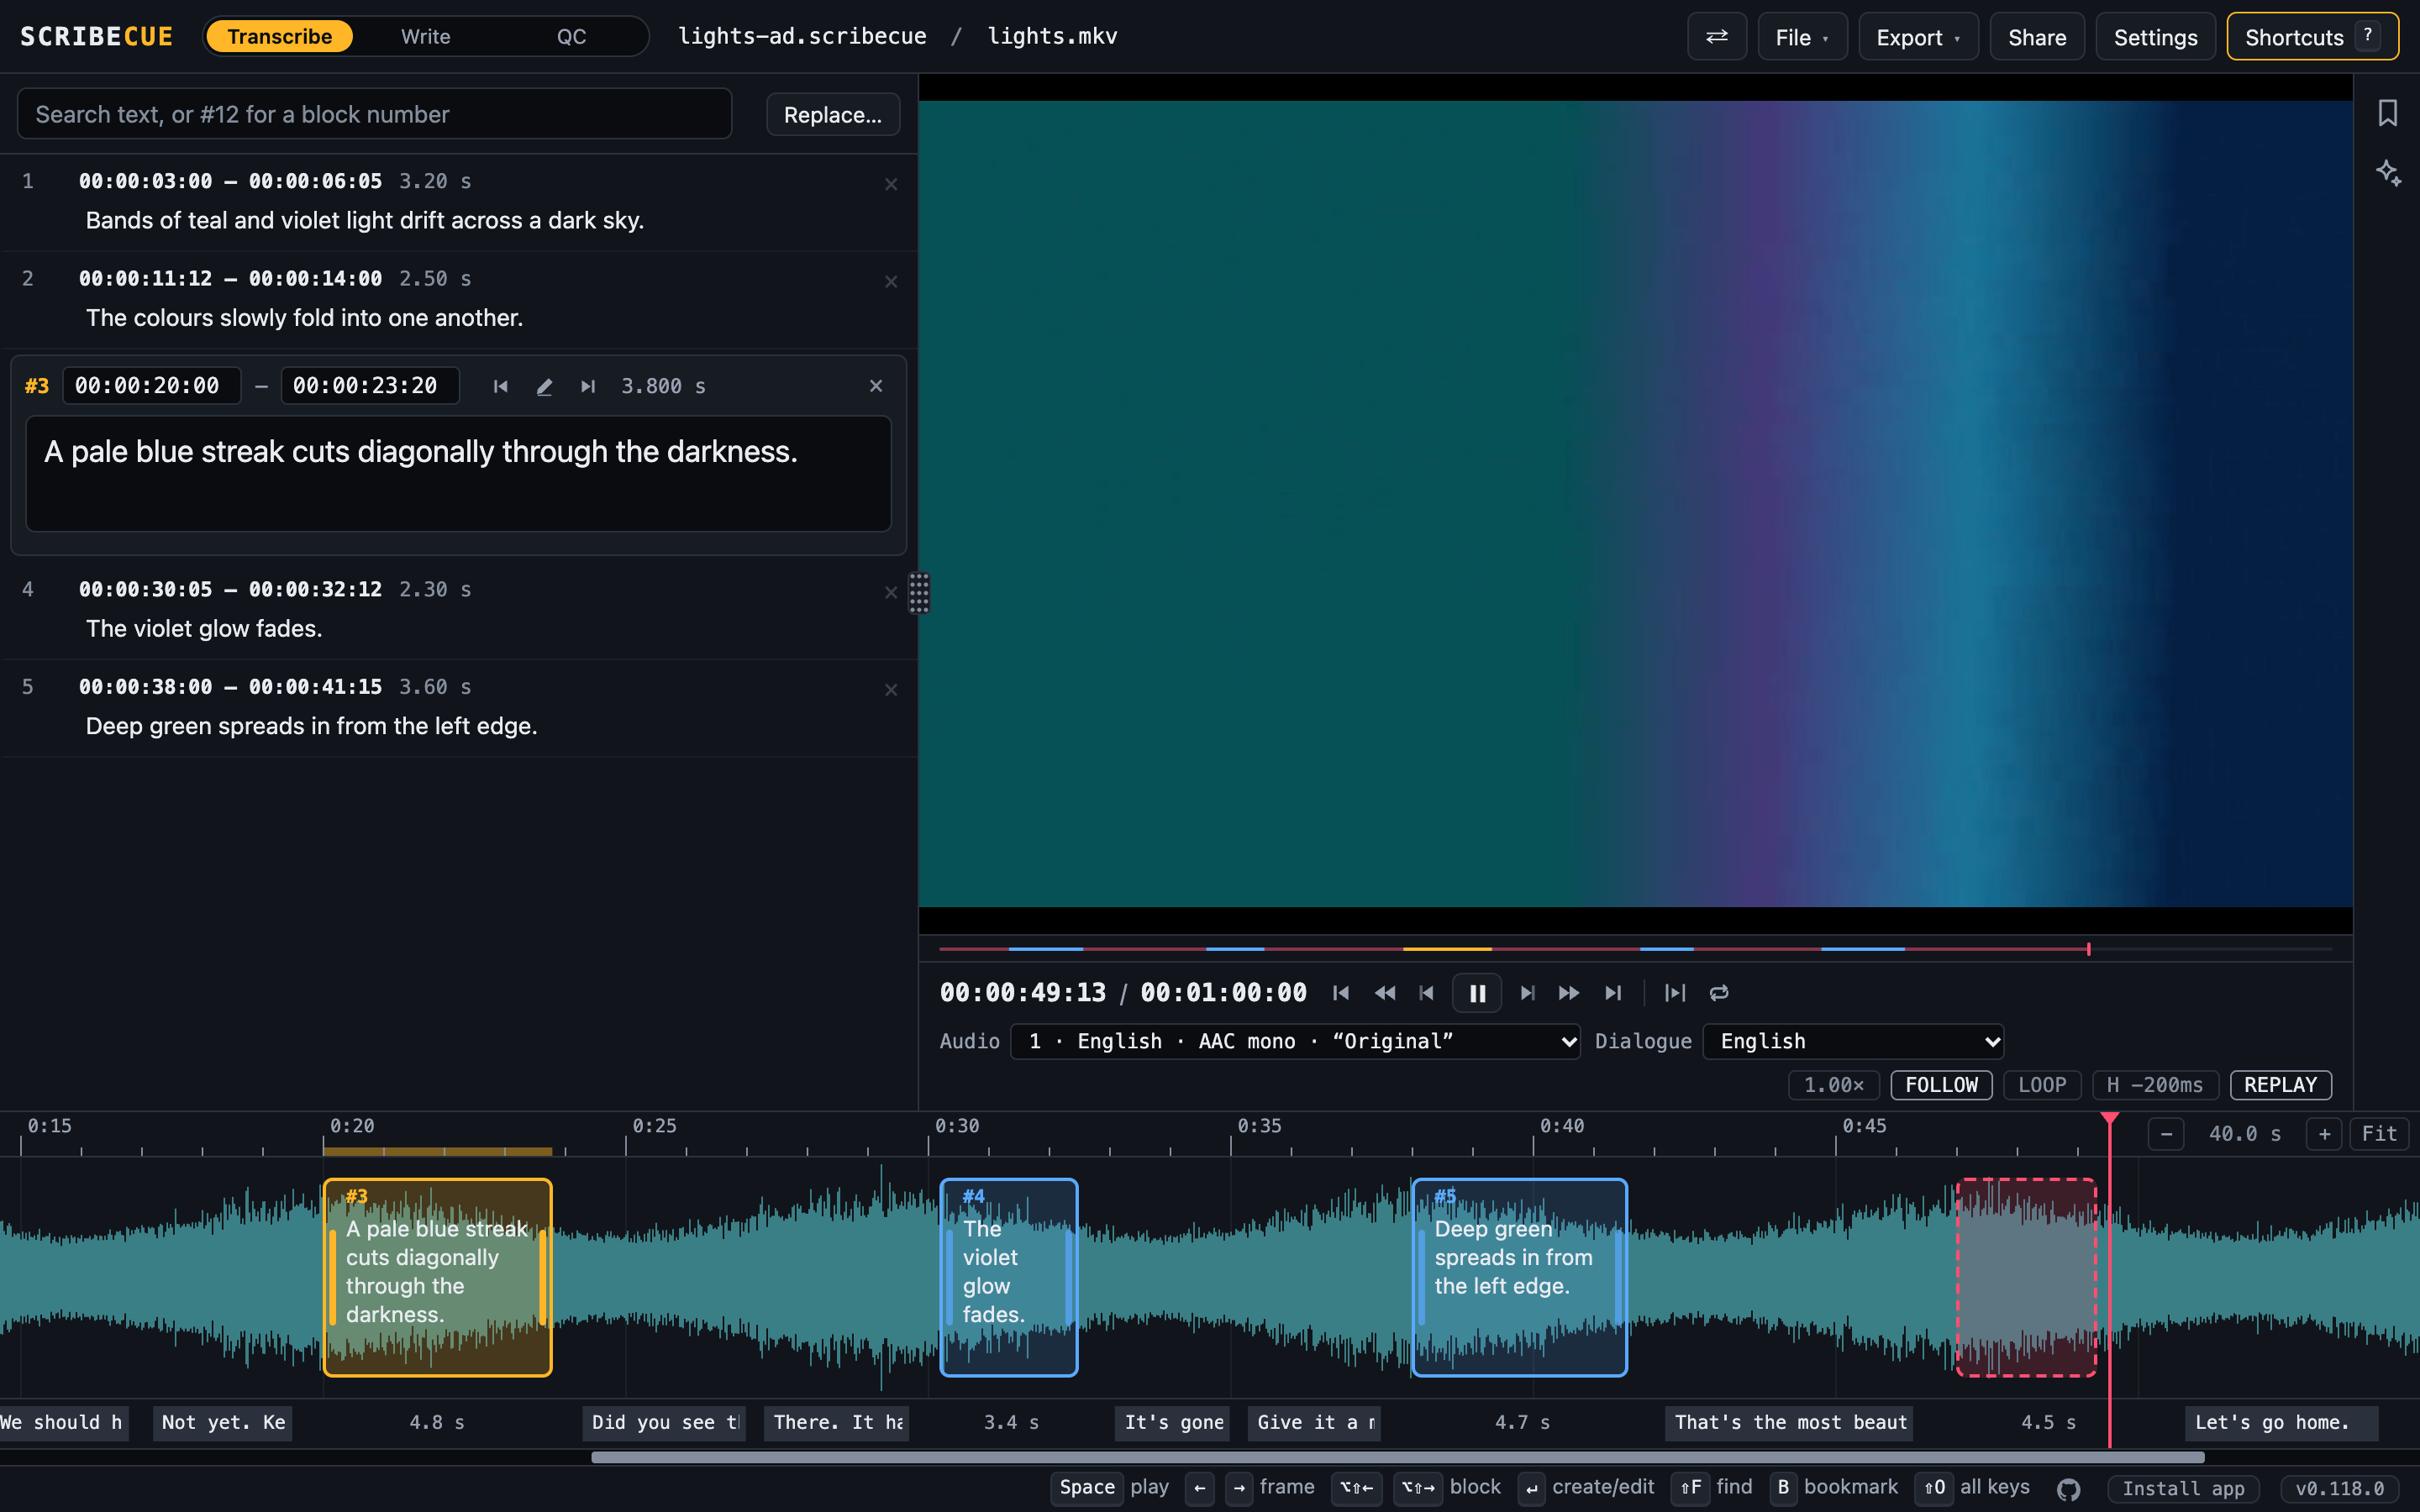 SCRIBECUE Transcribe Write QC lights-ad.scribecue / lights.mkv File Export Share Settings Shortcuts ?
Search text, or #12 for a block number Replace...
1 00:00:03:00 — 00:00:06:05 3.20 s
Bands of teal and violet light drift across a dark sky.
2 00:00:11:12 — 00:00:14:00 2.50 s
The colours slowly fold into one another.
#3 00:00:20:00 — 00:00:23:20 3.800 s
A pale blue streak cuts diagonally through the darkness.
4 00:00:30:05 — 00:00:32:12 2.30 s
The violet glow fades.
5 00:00:38:00 — 00:00:41:15 3.60 s
Deep green spreads in from the left edge.
00:00:49:13 / 00:01:00:00
Audio 1 · English · AAC mono · “Original” Dialogue English
1.00× FOLLOW LOOP H −200ms REPLAY
0:15 0:20 0:25 0:30 0:35 0:40 0:45 − 40.0 s + Fit
#3
A pale blue streak
cuts diagonally
through the
darkness.
#4
The
violet
glow
fades.
#5
Deep green
spreads in from
the left edge.
We should h Not yet. Ke 4.8 s Did you see t There. It ha 3.4 s It's gone Give it a 4.7 s That's the most beaut 4.5 s Let's go home.
Space play ← → frame ⌥⇧← ⌥⇧→ block ↵ create/edit ⇧F find B bookmark ⇧O all keys Install app v0.118.0